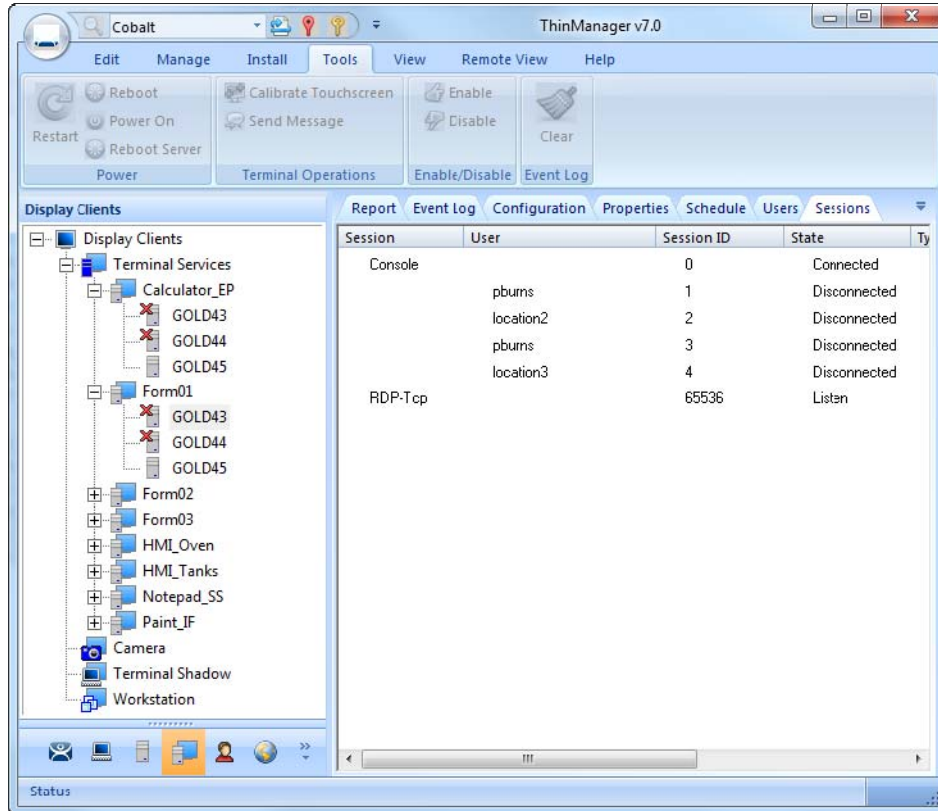 Cobalt
ThinManager v7.0
Edit Manage Install Tools View Remote View Help
Restart
Reboot
Power On
Reboot Server
Power
Calibrate Touchscreen
Send Message
Terminal Operations
Enable
Disable
Enable/Disable
Clear
Event Log
Display Clients
Display Clients
Terminal Services
Calculator_EP
GOLD43
GOLD44
GOLD45
Form01
GOLD43
GOLD44
GOLD45
Form02
Form03
HMI_Oven
HMI_Tanks
Notepad_SS
Paint_IF
Camera
Terminal Shadow
Workstation
Report Event Log Configuration Properties Schedule Users Sessions
Session User Session ID State Ty
Console 0 Connected
pburns 1 Disconnected
location2 2 Disconnected
pburns 3 Disconnected
location3 4 Disconnected
RDP-Tcp 65536 Listen
Status